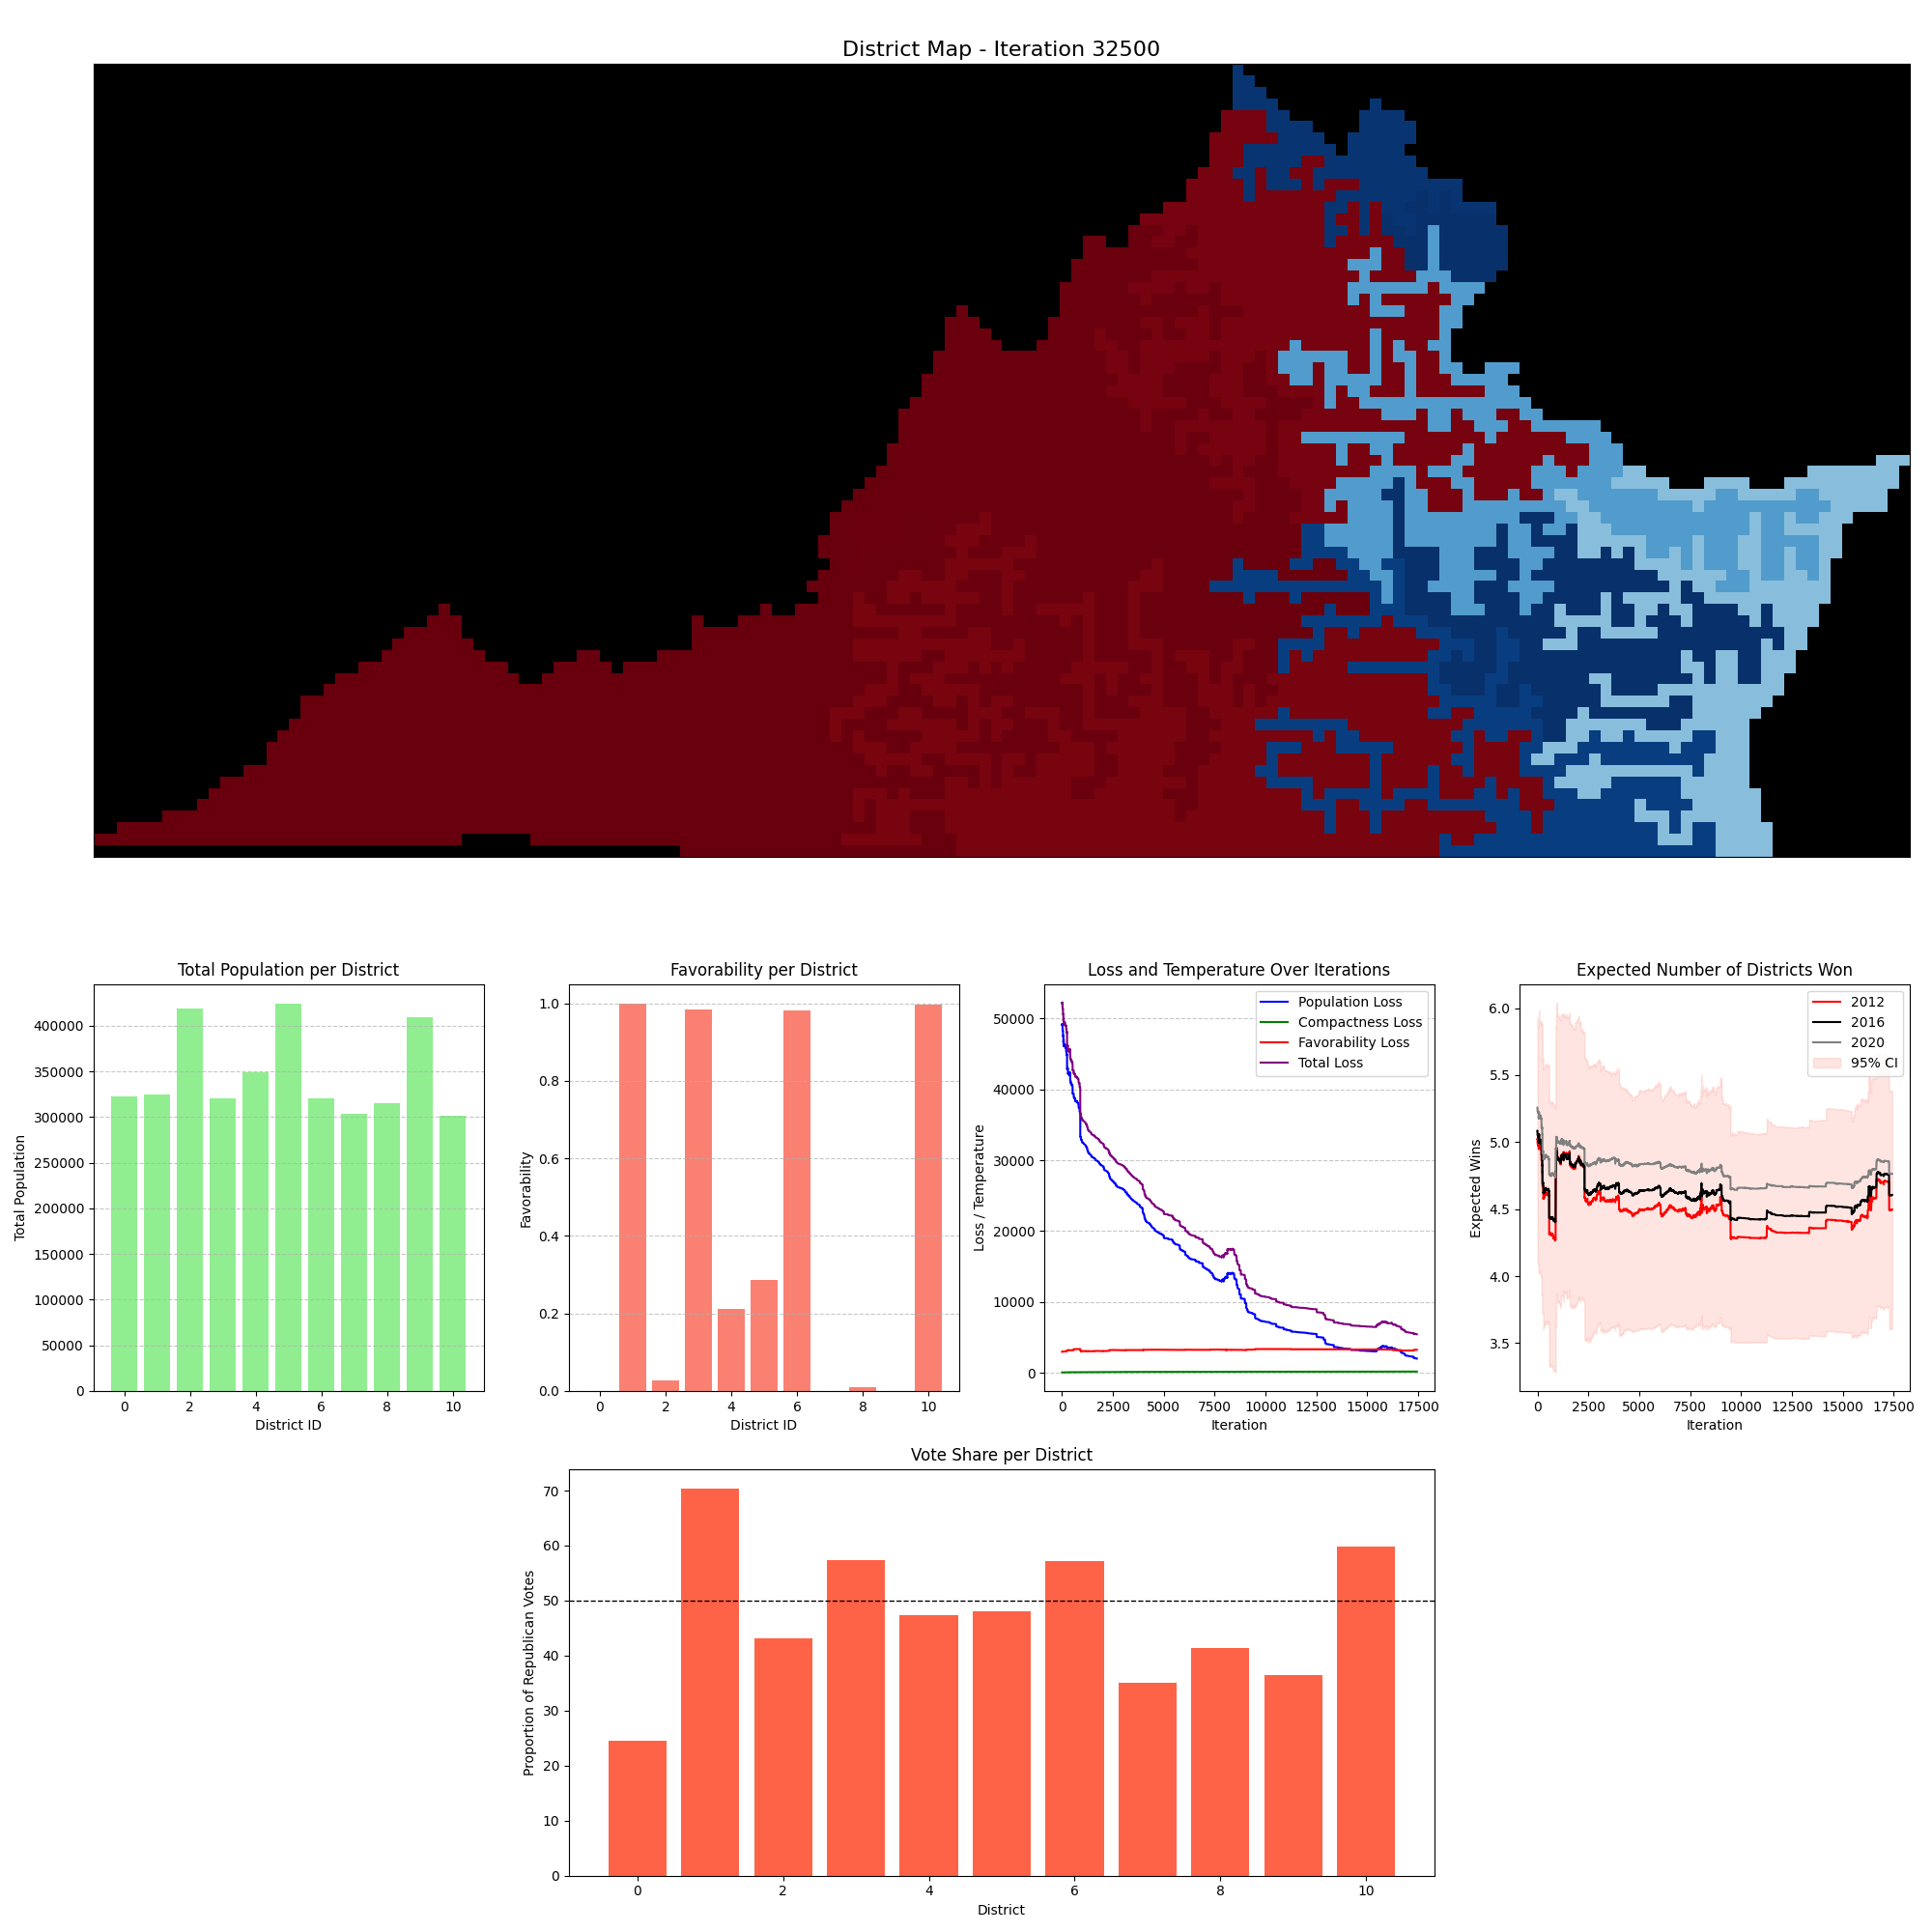 District Map - Iteration 32500
Total Population per District
Total Population
400000
350000
300000
250000
200000
150000
100000
50000
0
0 2 4 6 8 10
District ID
Favorability per District
Favorability
1.0
0.8
0.6
0.4
0.2
0.0
0 2 4 6 8 10
District ID
Loss and Temperature Over Iterations
Loss / Temperature
50000
40000
30000
20000
10000
0
Population Loss
Compactness Loss
Favorability Loss
Total Loss
0 2500 5000 7500 10000 12500 15000 17500
Iteration
Expected Number of Districts Won
Expected Wins
6.0
5.5
5.0
4.5
4.0
3.5
2012
2016
2020
95% CI
0 2500 5000 7500 10000 12500 15000 17500
Iteration
Vote Share per District
Proportion of Republican Votes
70
60
50
40
30
20
10
0
0 2 4 6 8 10
District